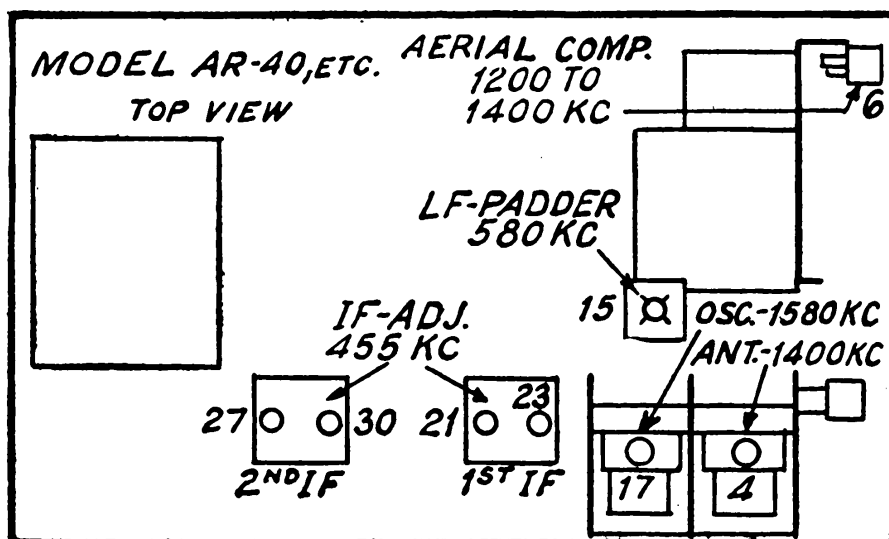 MODEL AR-40, ETC.
TOP VIEW
AERIAL COMP.
1200 TO
1400 KC
6
LF-PADDER
580 KC
15
OSC.-1580 KC
ANT.-1400 KC
IF-ADJ.
455 KC
27
30
2ND IF
21
23
1ST IF
17
4